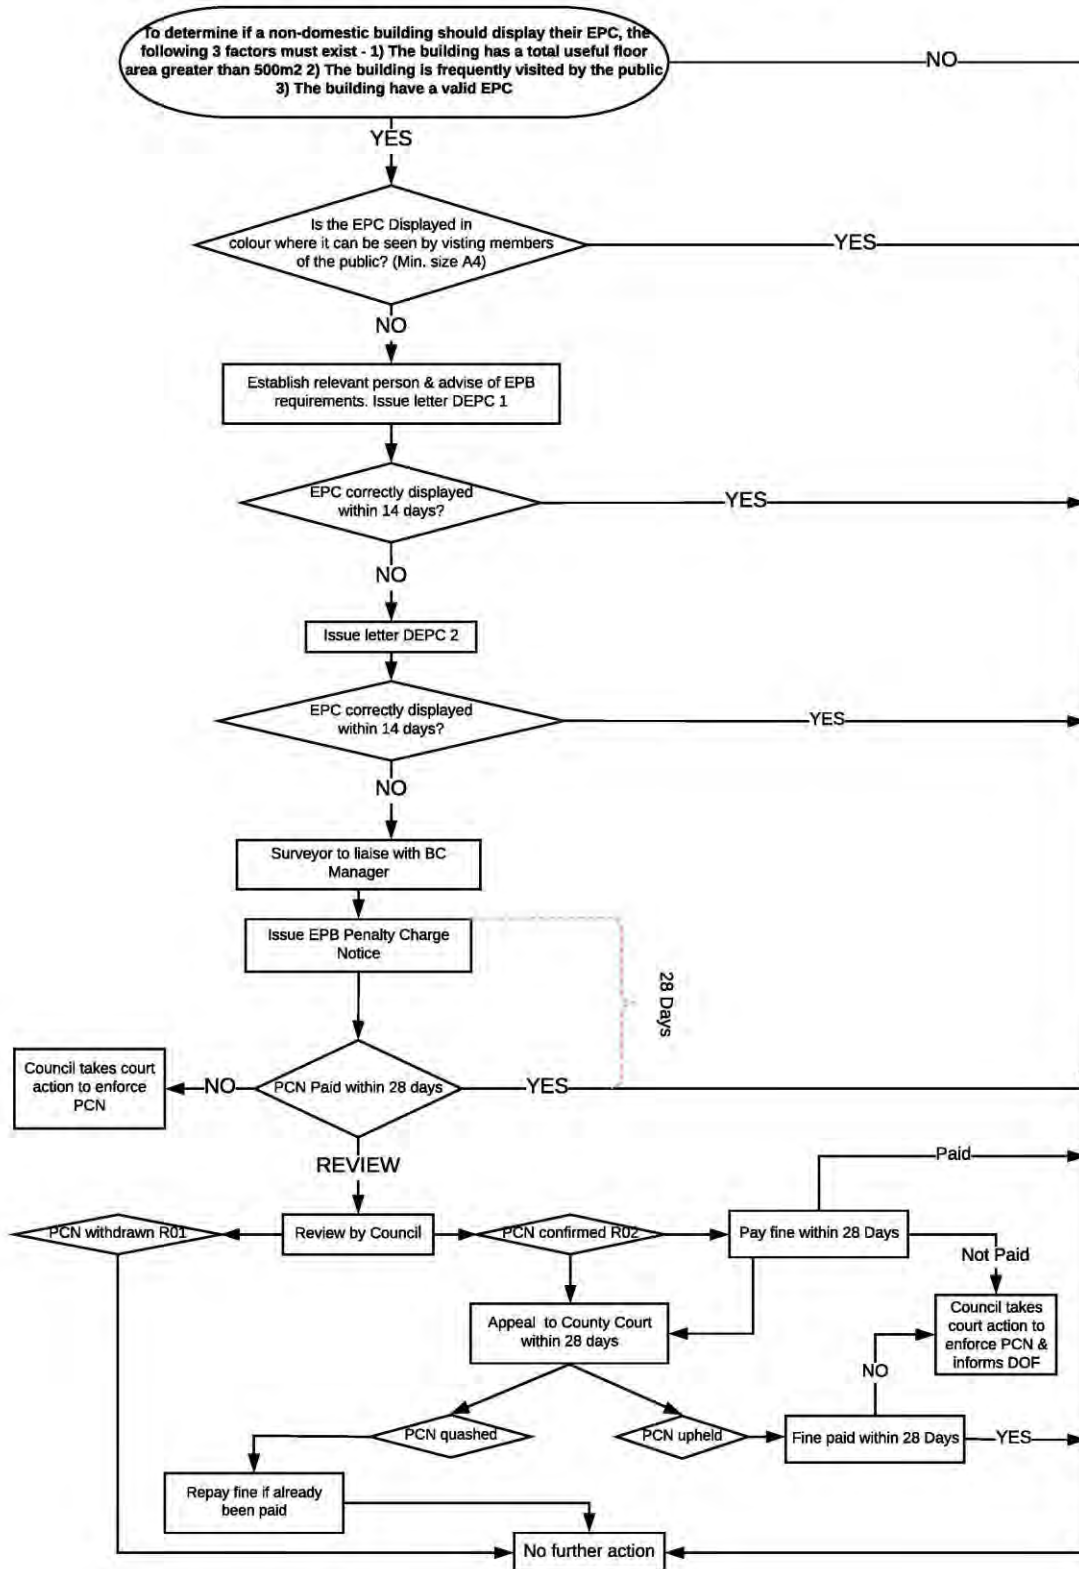 To determine if a non-domestic building should display their EPC, the
following 3 factors must exist - 1) The building has a total useful floor
area greater than 500m2 2) The building is frequently visited by the public
3) The building have a valid EPC
NO
YES
Is the EPC Displayed in
colour where it can be seen by visting members
of the public? (Min. size A4)
YES
NO
Establish relevant person & advise of EPB
requirements. Issue letter DEPC 1
EPC correctly displayed
within 14 days?
YES
NO
Issue letter DEPC 2
EPC correctly displayed
within 14 days?
YES
NO
Surveyor to liaise with BC
Manager
Issue EPB Penalty Charge
Notice
28 Days
Council takes court
action to enforce
PCN
NO
PCN Paid within 28 days
YES
REVIEW
Paid
PCN withdrawn R01
Review by Council
PCN confirmed R02
Pay fine within 28 Days
Not Paid
Appeal to County Court
within 28 days
Council takes
court action to
enforce PCN &
informs DOF
NO
PCN quashed
PCN upheld
Fine paid within 28 Days
YES
Repay fine if already
been paid
No further action